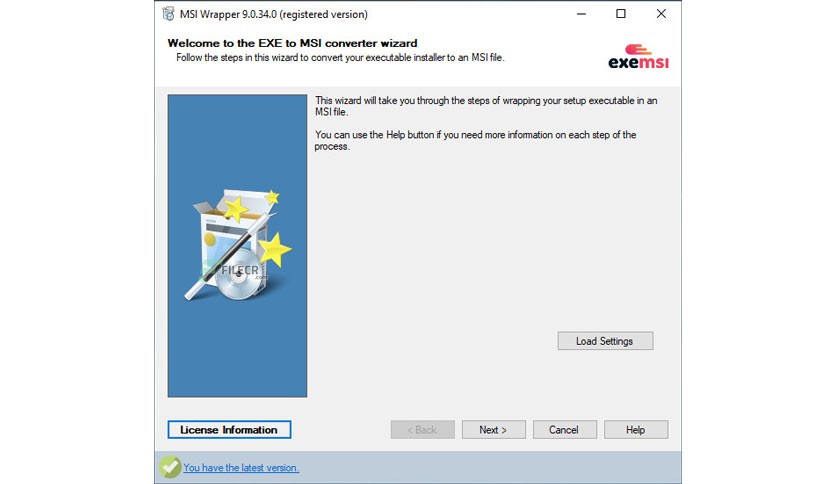 MSI Wrapper 9.0.34.0 (registered version)
Welcome to the EXE to MSI converter wizard
Follow the steps in this wizard to convert your executable installer to an MSI file.
exemsi
This wizard will take you through the steps of wrapping your setup executable in an
MSI file.
You can use the Help button if you need more information on each step of the
process.
FILECR
.com
Load Settings
License Information
< Back
Next >
Cancel
Help
You have the latest version.